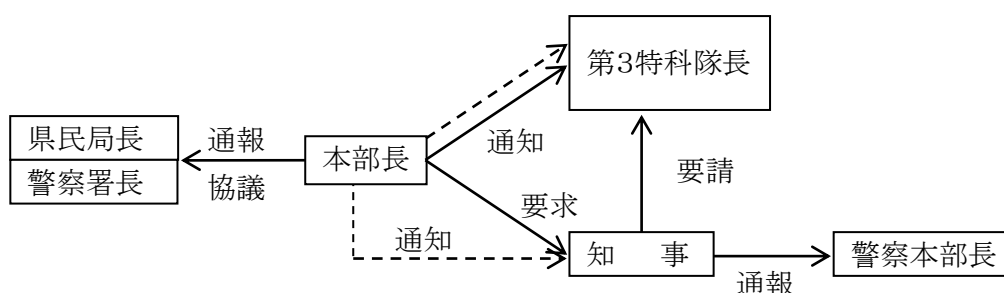 第3特科隊長
県民局長
警察署長
通報
協議
本部長
通知
要請
要求
通知
知　事
通報
警察本部長